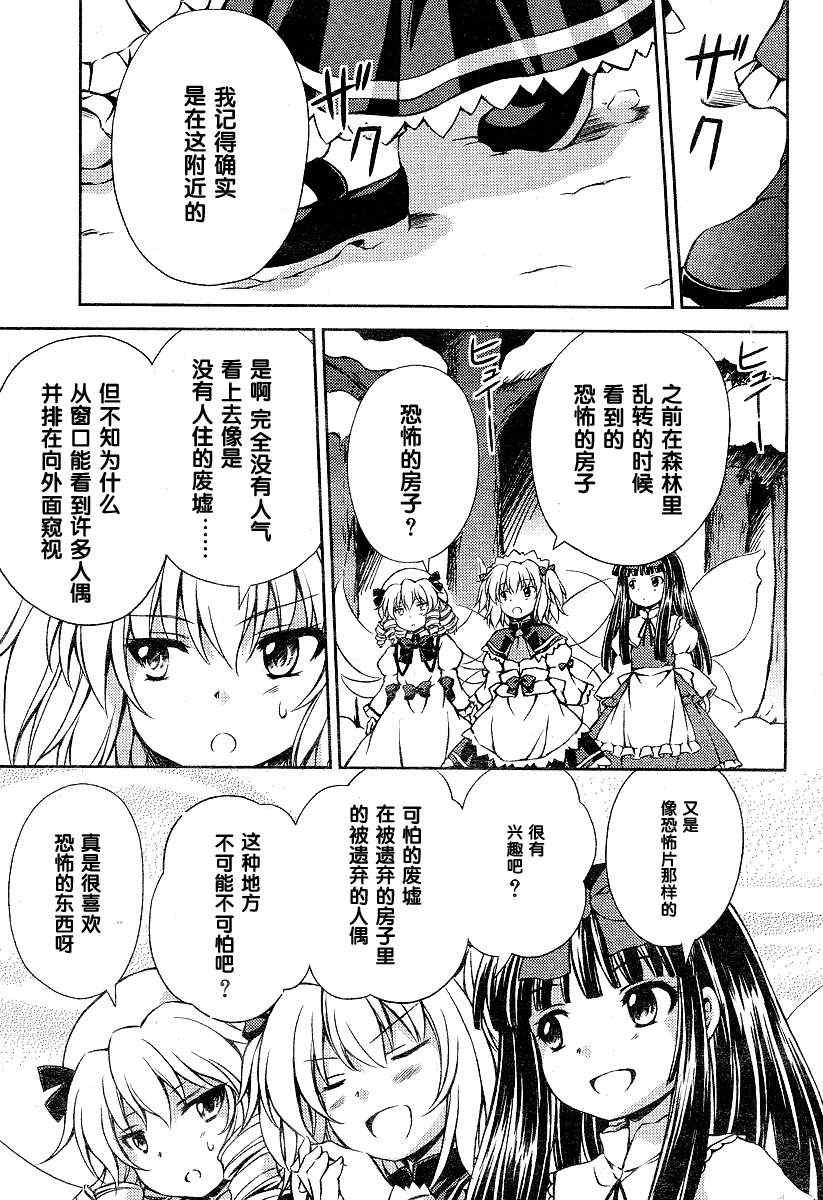 ザッ
ザッ
我记得确实
是在这附近的
ヒュー
ヒュー
之前在森林里
乱转的时候
看到的
恐怖的房子
恐怖的房子？
是啊 完全没有人气
看上去像是
没有人住的废墟……
但不知为什么
从窗口能看到许多人偶
并排在向外面窥视
又是
像恐怖片那样的
很有
兴趣吧？
可怕的废墟
在被遗弃的房子里
的被遗弃的人偶
这种地方
不可能不可怕吧？
真是很喜欢
恐怖的东西呀